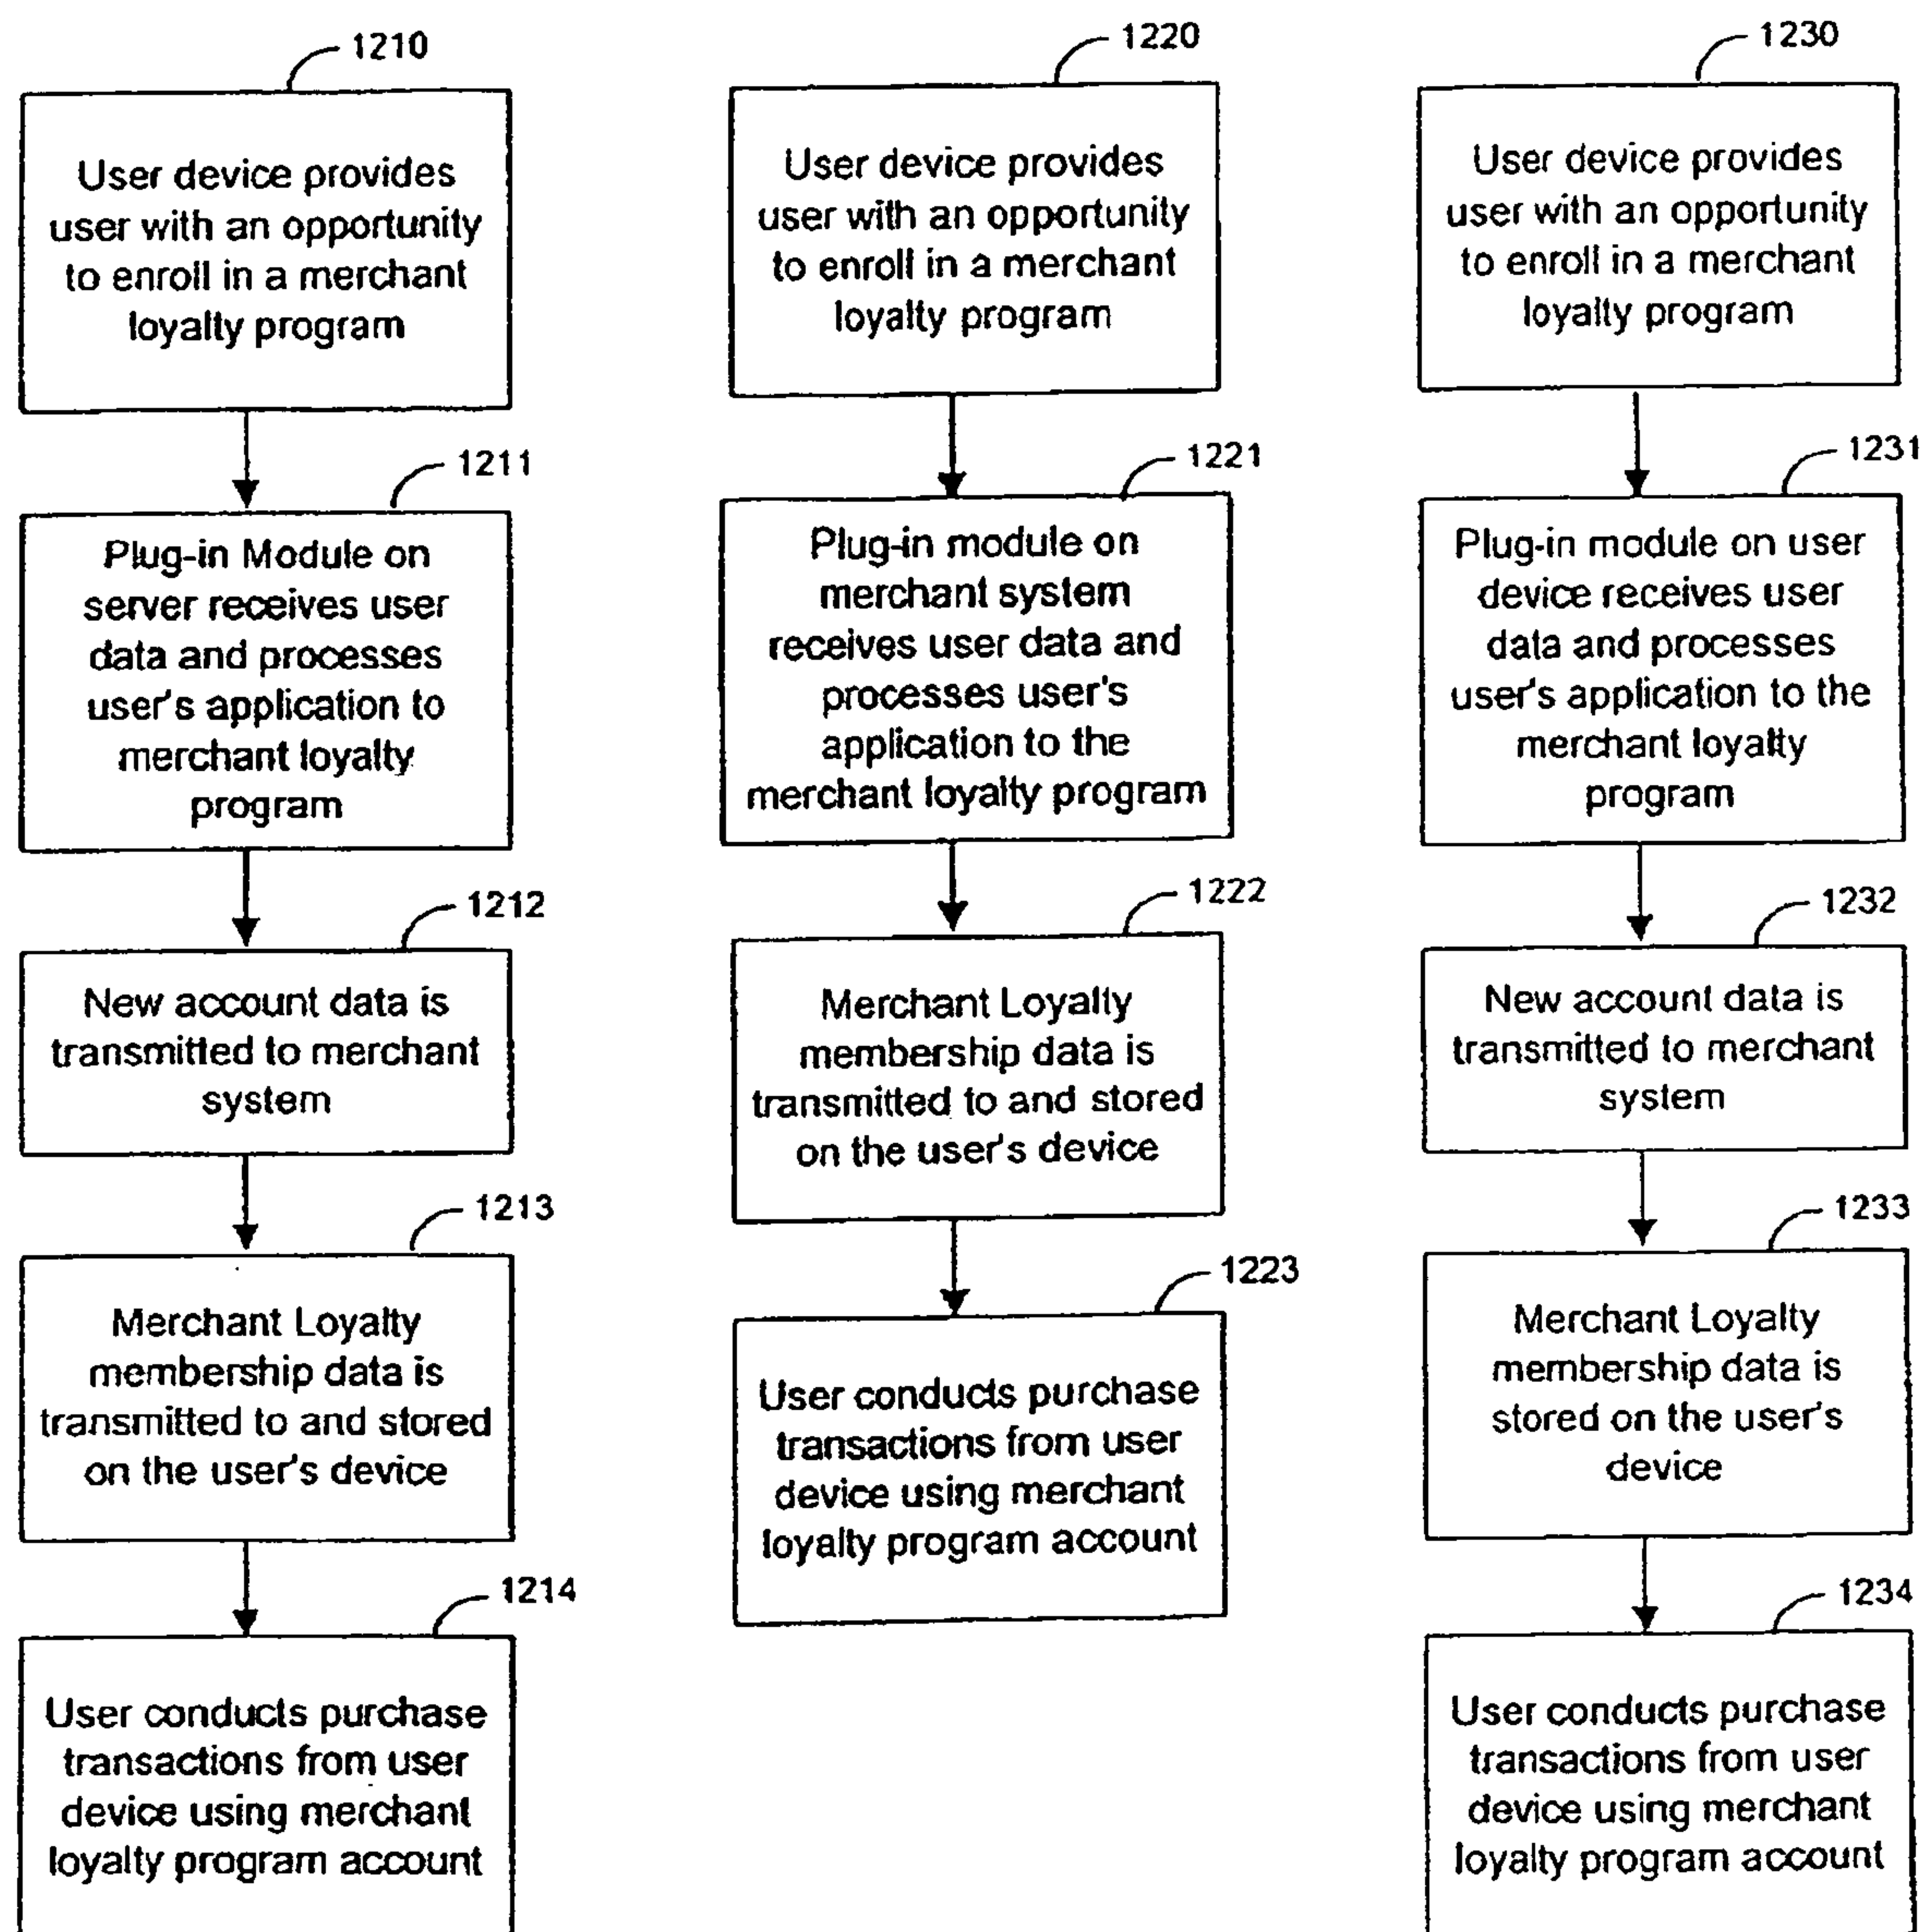 1210
User device provides
user with an opportunity
to enroll in a merchant
loyalty program
1211
Plug-in Module on
server receives user
data and processes
user's application to
merchant loyalty
program
1212
New account data is
transmitted to merchant
system
1213
Merchant Loyalty
membership data is
transmitted to and stored
on the user's device
1214
User conducts purchase
transactions from user
device using merchant
loyalty program account
1220
User device provides
user with an opportunity
to enroll in a merchant
loyalty program
1221
Plug-in module on
merchant system
receives user data and
processes user's
application to the
merchant loyalty program
1222
Merchant Loyalty
membership data is
transmitted to and stored
on the user's device
1223
User conducts purchase
transactions from user
device using merchant
loyalty program account
1230
User device provides
user with an opportunity
to enroll in a merchant
loyalty program
1231
Plug-in module on user
device receives user
data and processes
user's application to the
merchant loyalty
program
1232
New account data is
transmitted to merchant
system
1233
Merchant Loyalty
membership data is
stored on the user's
device
1234
User conducts purchase
transactions from user
device using merchant
loyalty program account